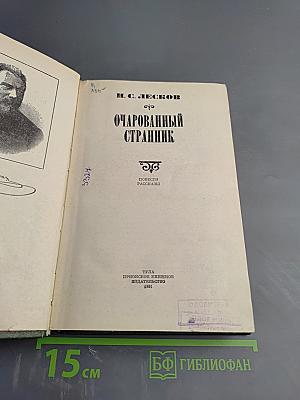 Н. С. ЛЕСКОВ
ОЧАРОВАННЫЙ
СТРАННИК
ПОВЕСТИ
РАССКАЗЫ
ТУЛА
ПРИОКСКОЕ КНИЖНОЕ
ИЗДАТЕЛЬСТВО
15 см
БФ БИБЛИОФАН